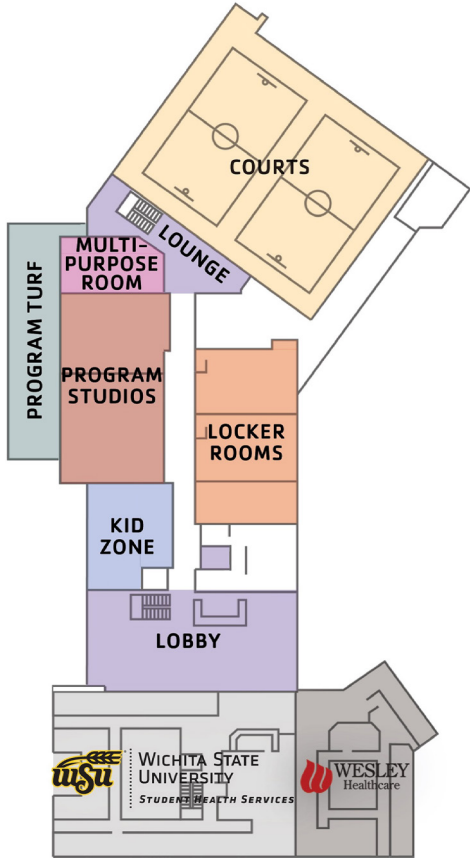 COURTS
LOUNGE
MULTI-
PURPOSE
ROOM
PROGRAM TURF
PROGRAM
STUDIOS
LOCKER
ROOMS
KID
ZONE
LOBBY
wsu
WICHITA STATE
UNIVERSITY
STUDENT HEALTH SERVICES
WESLEY
Healthcare